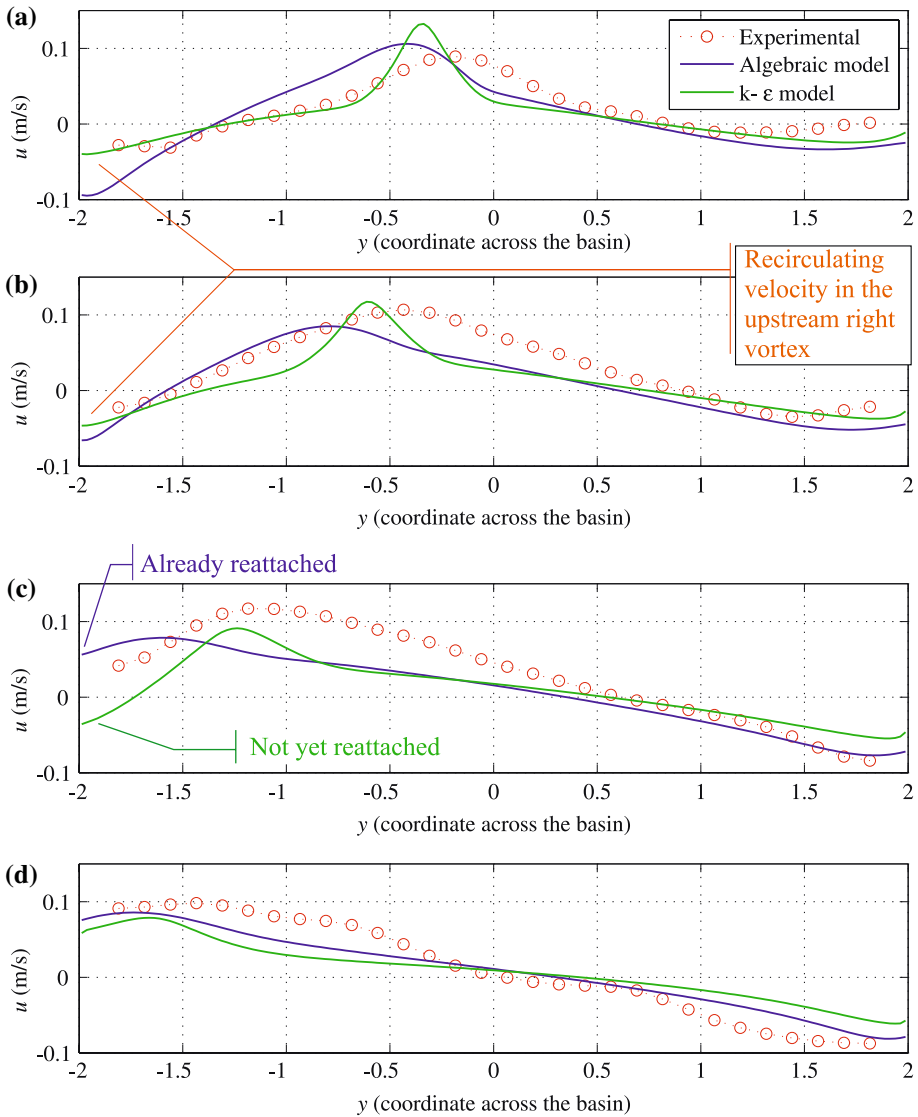 (a)
0.1
0
-0.1
u (m/s)
Experimental
Algebraic model
k- ε model
-2 -1.5 -1 -0.5 0 0.5 1 1.5 2
y (coordinate across the basin)
Recirculating
velocity in the
upstream right
vortex
(b)
0.1
0
-0.1
u (m/s)
-2 -1.5 -1 -0.5 0 0.5 1 1.5 2
y (coordinate across the basin)
Already reattached
(c)
0.1
0
-0.1
u (m/s)
Not yet reattached
-2 -1.5 -1 -0.5 0 0.5 1 1.5 2
y (coordinate across the basin)
(d)
0.1
0
-0.1
u (m/s)
-2 -1.5 -1 -0.5 0 0.5 1 1.5 2
y (coordinate across the basin)